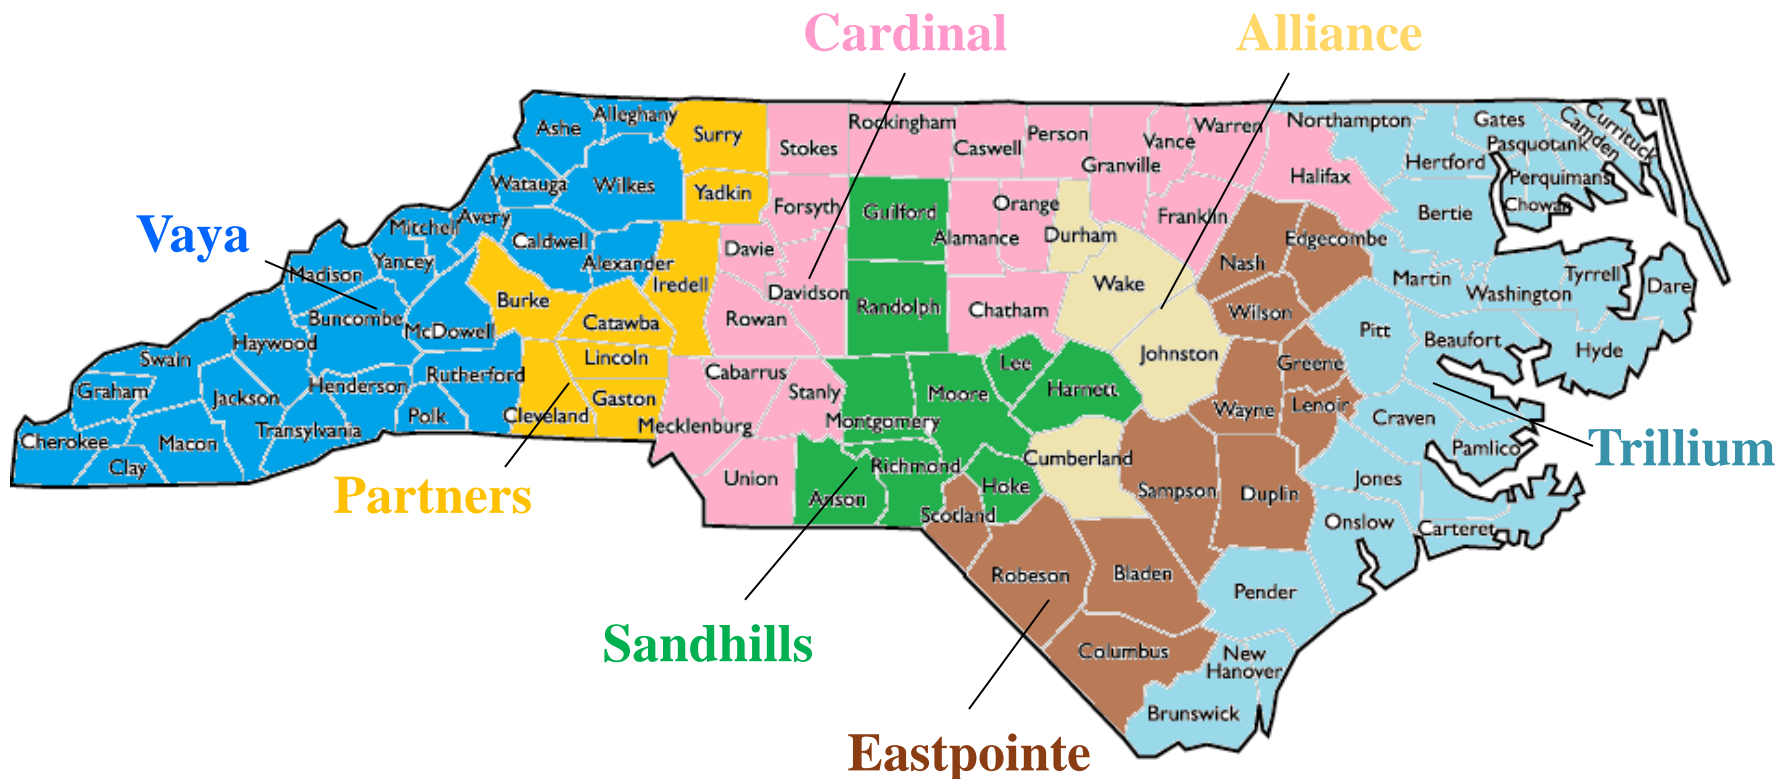 Cardinal
Alliance
Vaya
Partners
Sandhills
Eastpointe
Trillium
Ashe
Alleghany
Surry
Stokes
Rockingham
Caswell
Person
Granville
Vance
Warren
Northampton
Gates
Pasquotank
Camden
Currituck
Hertford
Perquimans
Chowan
Halifax
Bertie
Watauga
Wilkes
Yadkin
Forsyth
Guilford
Alamance
Orange
Durham
Franklin
Mitchell
Avery
Caldwell
Alexander
Iredell
Davie
Davidson
Randolph
Chatham
Wake
Nash
Edgecombe
Martin
Washington
Tyrrell
Dare
Madison
Yancey
Burke
Catawba
Rowan
Wilson
Pitt
Beaufort
Hyde
Swain
Haywood
Buncombe
McDowell
Lincoln
Cabarrus
Stanly
Lee
Johnston
Greene
Graham
Jackson
Henderson
Rutherford
Cleveland
Gaston
Mecklenburg
Montgomery
Moore
Harnett
Wayne
Lenoir
Craven
Pamlico
Cherokee
Clay
Macon
Transylvania
Polk
Union
Anson
Richmond
Hoke
Scotland
Cumberland
Sampson
Duplin
Jones
Onslow
Carteret
Robeson
Bladen
Pender
Columbus
New
Hanover
Brunswick